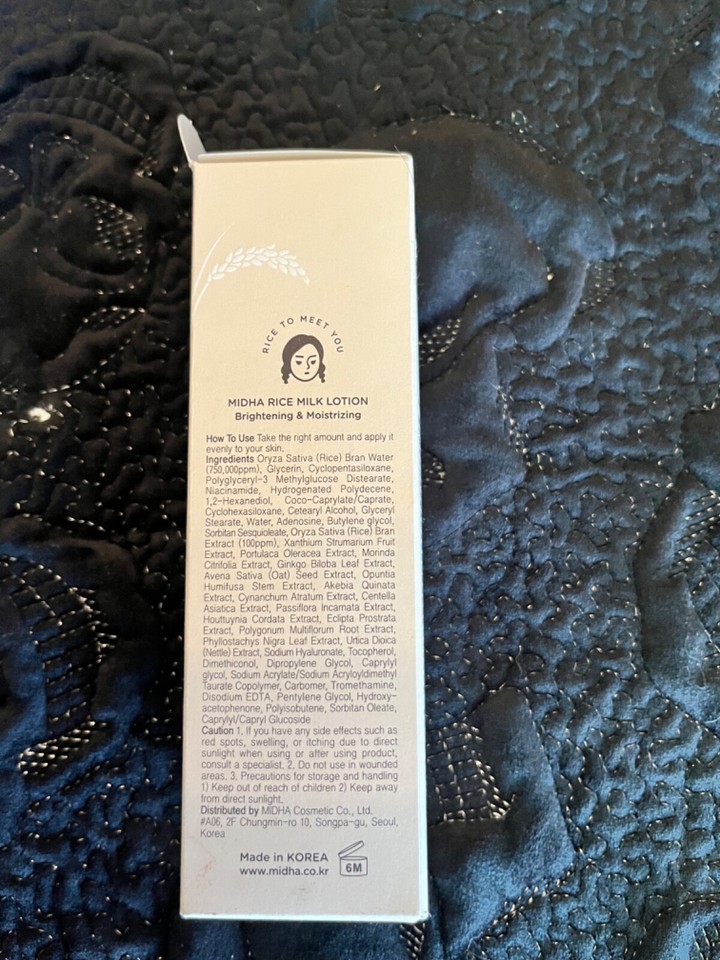 RICE TO MEET YOU
MIDHA RICE MILK LOTION
Brightening & Moistrizing
How To Use Take the right amount and apply it
evenly to your skin.
Ingredients Oryza Sativa (Rice) Bran Water
(750,000ppm), Glycerin, Cyclopentasiloxane,
Polyglyceryl-3 Methylglucose Distearate,
Niacinamide, Hydrogenated Polydecene,
1,2-Hexanediol, Coco-Caprylate/Caprate,
Cyclohexasiloxane, Cetearyl Alcohol, Glyceryl
Stearate, Water, Adenosine, Butylene glycol,
Sorbitan Sesquioleate, Oryza Sativa (Rice) Bran
Extract (100ppm), Xanthium Strumarium Fruit
Extract, Portulaca Oleracea Extract, Morinda
Citrifolia Extract, Ginkgo Biloba Leaf Extract,
Avena Sativa (Oat) Seed Extract, Opuntia
Humifusa Stem Extract, Akebia Quinata
Extract, Cynanchum Atratum Extract, Centella
Asiatica Extract, Passiflora Incarnata Extract,
Houttuynia Cordata Extract, Eclipta Prostrata
Extract, Polygonum Multiflorum Root Extract,
Phyllostachys Nigra Leaf Extract, Urtica Dioica
(Nettle) Extract, Sodium Hyaluronate, Tocopherol,
Dimethiconol, Dipropylene Glycol, Caprylyl
glycol, Sodium Acrylate/Sodium Acryloyldimethyl
Taurate Copolymer, Carbomer, Tromethamine,
Disodium EDTA, Pentylene Glycol, Hydroxy-
acetophenone, Polyisobutene, Sorbitan Oleate,
Caprylyl/Capryl Glucoside
Caution 1. If you have any side effects such as
red spots, swelling, or itching due to direct
sunlight when using or after using product,
consult a specialist. 2. Do not use in wounded
areas. 3. Precautions for storage and handling
1) Keep out of reach of children 2) Keep away
from direct sunlight.
Distributed by MIDHA Cosmetic Co., Ltd.
#A06, 2F Chungmin-ro 10, Songpa-gu, Seoul,
Korea
Made in KOREA
www.midha.co.kr
6M